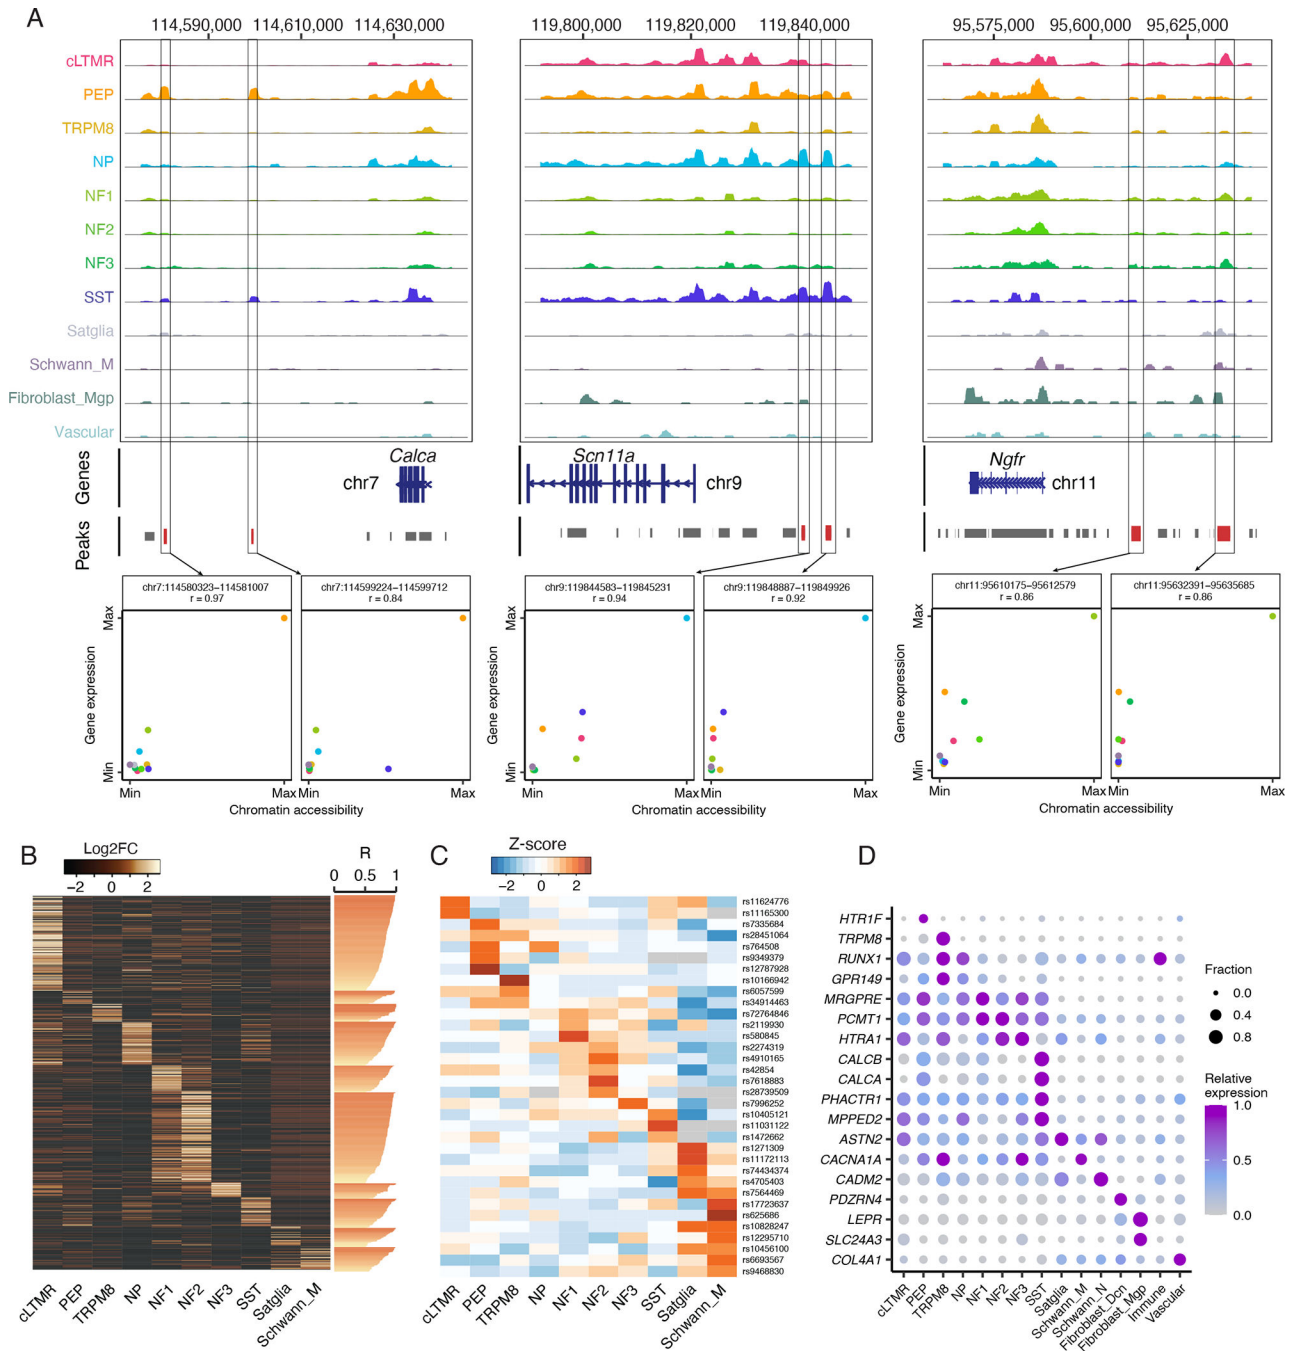 A
114,590,000 114,610,000 114,630,000
119,800,000 119,820,000 119,840,000
95,575,000 95,600,000 95,625,000
cLTMR
PEP
TRPM8
NP
NF1
NF2
NF3
SST
Satglia
Schwann_M
Fibroblast_Mgp
Vascular
Genes
Calca
chr7
Scn11a
chr9
Ngfr
chr11
Peaks
chr7:114580323−114581007
r = 0.97
chr7:114599224−114599712
r = 0.84
chr9:119844583−119845231
r = 0.94
chr9:119848887−119849926
r = 0.92
chr11:95610175−95612579
r = 0.86
chr11:95632391−95635685
r = 0.86
Max
Gene expression
Min
Min Max Min Max
Chromatin accessibility
Max
Gene expression
Min
Min Max Min Max
Chromatin accessibility
Max
Gene expression
Min
Min Max Min Max
Chromatin accessibility
B
Log2FC
−2 0 2
R
0 0.5 1
cLTMR
PEP
TRPM8
NP
NF1
NF2
NF3
SST
Satglia
Schwann_M
C
Z-score
−2 0 2
rs11624776
rs11165300
rs7335684
rs28451064
rs764508
rs9349379
rs12787928
rs10166942
rs6057599
rs34914463
rs72764846
rs2119930
rs580845
rs2274319
rs4910165
rs42854
rs7618883
rs28739509
rs7996252
rs10405121
rs11031122
rs1472662
rs1271309
rs11172113
rs74434374
rs4705403
rs7564469
rs17723637
rs625686
rs10828247
rs12295710
rs10456100
rs6693567
rs9468830
cLTMR
PEP
TRPM8
NP
NF1
NF2
NF3
SST
Satglia
Schwann_M
D
HTR1F
TRPM8
RUNX1
GPR149
MRGPRE
PCMT1
HTRA1
CALCB
CALCA
PHACTR1
MPPED2
ASTN2
CACNA1A
CADM2
PDZRN4
LEPR
SLC24A3
COL4A1
cLTMR
PEP
TRPM8
NP
NF1
NF2
NF3
SST
Satglia
Schwann_M
Schwann_N
Fibroblast_Dcn
Fibroblast_Mgp
Immune
Vascular
Fraction
0.0
0.4
0.8
Relative
expression
1.0
0.5
0.0